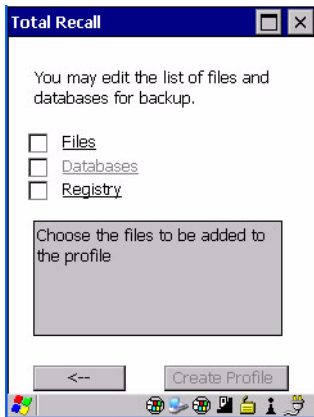 Total Recall
You may edit the list of files and
databases for backup.
Files
Databases
Registry
Choose the files to be added to
the profile
<--
Create Profile